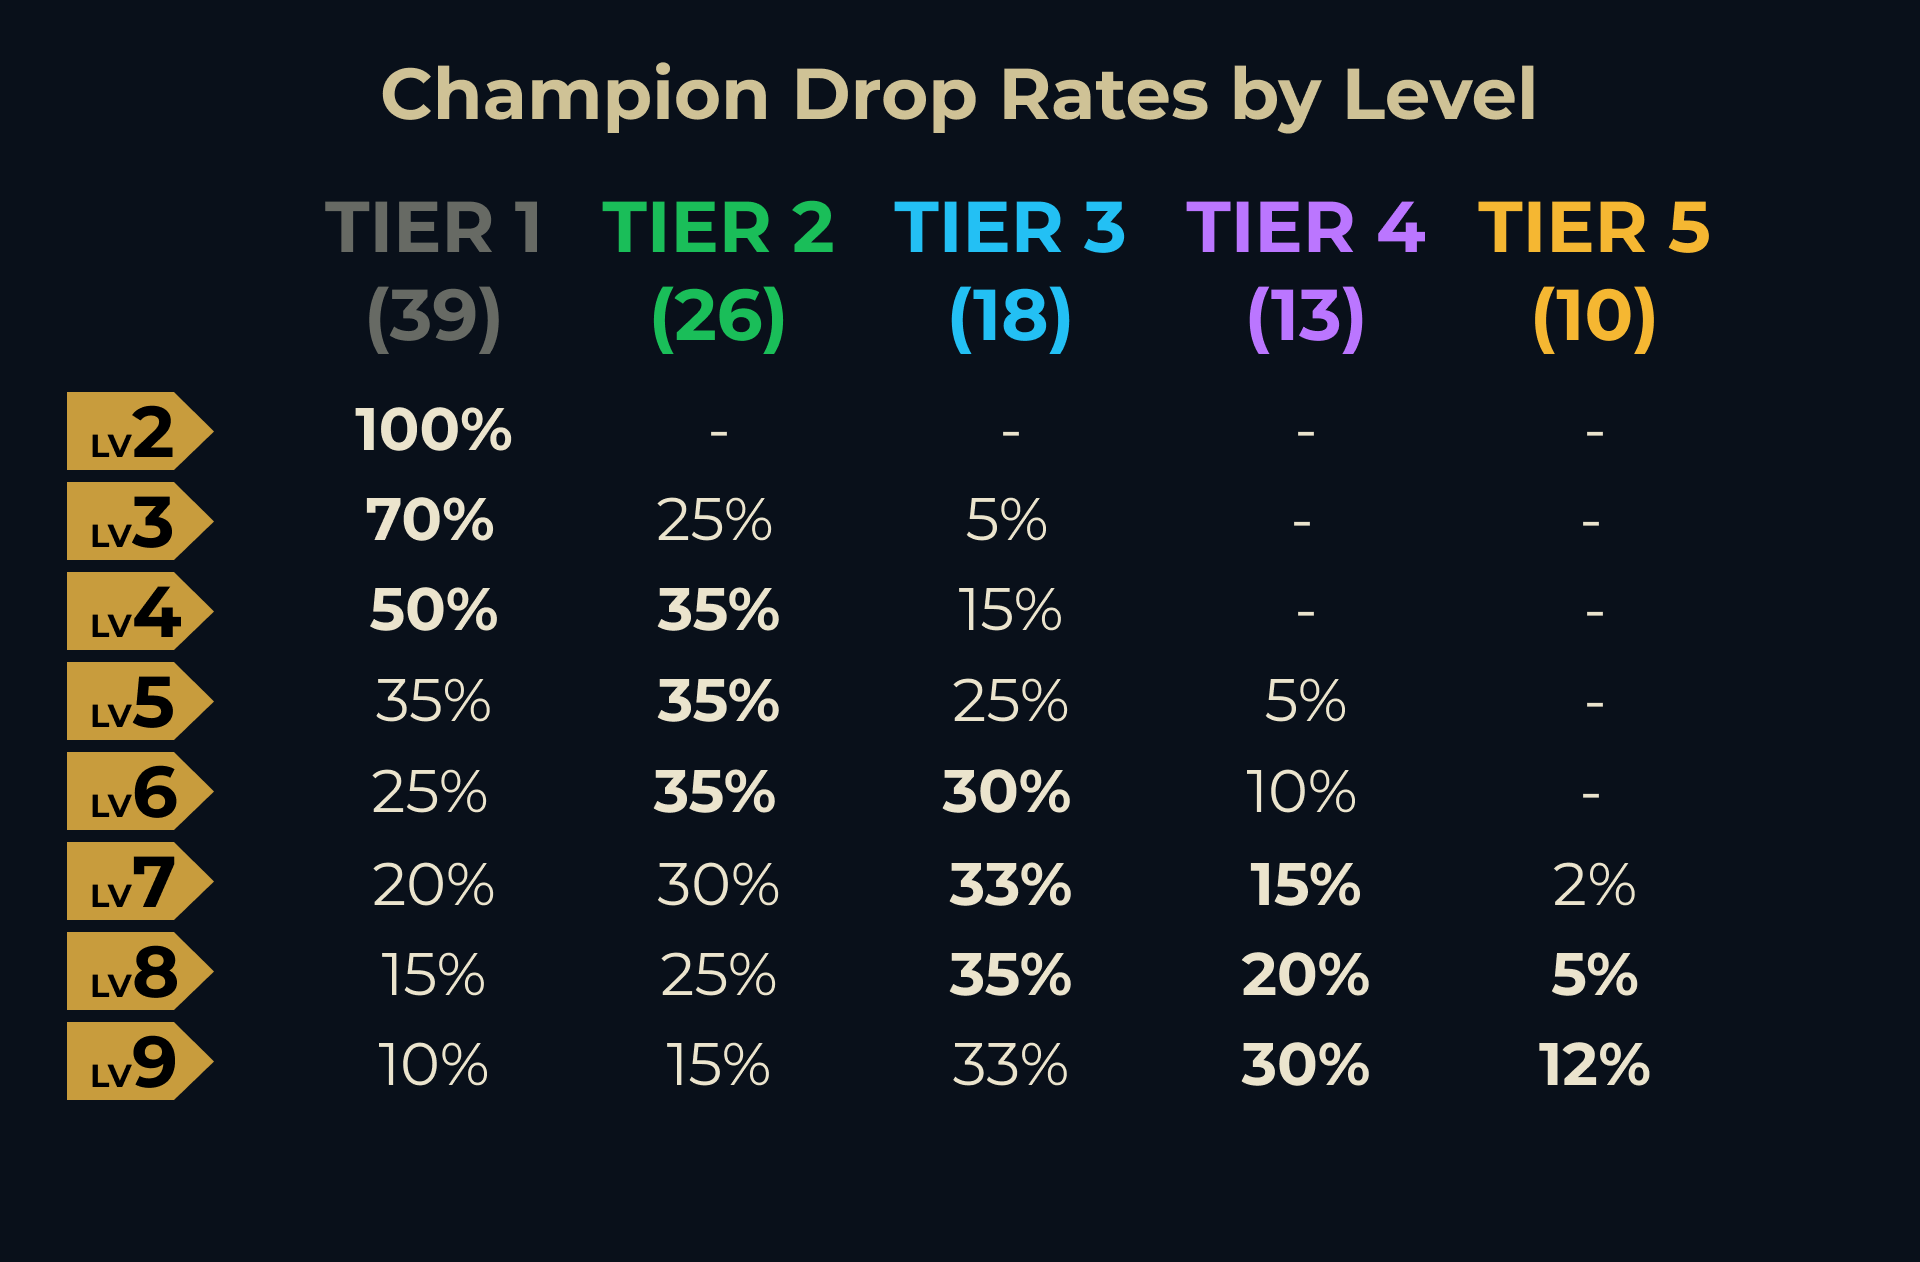 Champion Drop Rates by Level
TIER 1 TIER 2 TIER 3 TIER 4 TIER 5
(39) (26) (18) (13) (10)
LV2 100% - - - -
LV3 70% 25% 5% - -
LV4 50% 35% 15% - -
LV5 35% 35% 25% 5% -
LV6 25% 35% 30% 10% -
LV7 20% 30% 33% 15% 2%
LV8 15% 25% 35% 20% 5%
LV9 10% 15% 33% 30% 12%